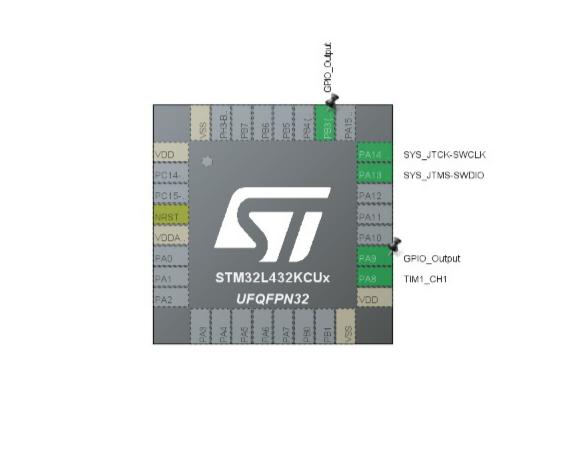 GPIO_Output
VSS
PH3-B..
PB7
PB6
PB5
PB4 (..
PB3 (..
PA15 ..
VDD
PC14-
PC15-
NRST
VDDA..
PA0
PA1
PA2
PA14
SYS_JTCK-SWCLK
PA13
SYS_JTMS-SWDIO
PA12
PA11
PA10
PA9
GPIO_Output
PA8
TIM1_CH1
VDD
ST
STM32L432KCUx
UFQFPN32
PA3
PA4
PA5
PA6
PA7
PB0
PB1
VSS